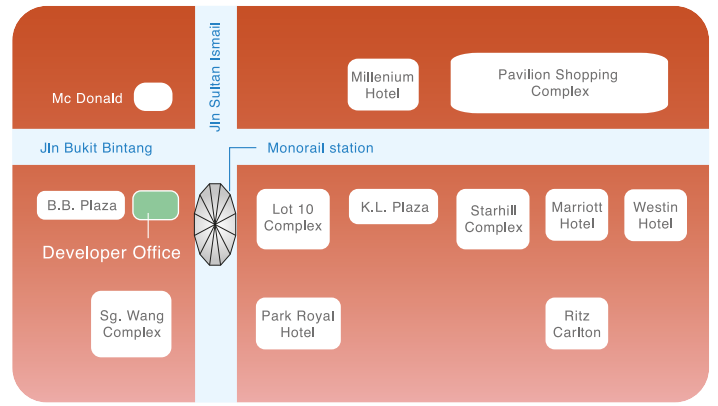 Jln Sultan Ismail
Millenium
Hotel
Pavilion Shopping
Complex
Mc Donald
Jln Bukit Bintang
Monorail station
B.B. Plaza
Developer Office
Lot 10
Complex
K.L. Plaza
Starhill
Complex
Marriott
Hotel
Westin
Hotel
Sg. Wang
Complex
Park Royal
Hotel
Ritz
Carlton